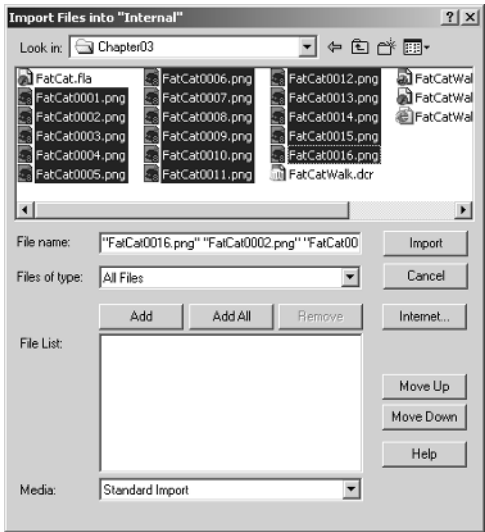 Import Files into "Internal"
Look in: Chapter03
FatCat.fla FatCat0006.png FatCat0012.png FatCatWal
FatCat0001.png FatCat0007.png FatCat0013.png FatCatWal
FatCat0002.png FatCat0008.png FatCat0014.png FatCatWal
FatCat0003.png FatCat0009.png FatCat0015.png
FatCat0004.png FatCat0010.png FatCat0016.png
FatCat0005.png FatCat0011.png FatCatWalk.dcr
File name: "FatCat0016.png" "FatCat0002.png" "FatCat00 Import
Files of type: All Files Cancel
Add Add All Remove Internet...
File List:
Move Up
Move Down
Help
Media: Standard Import